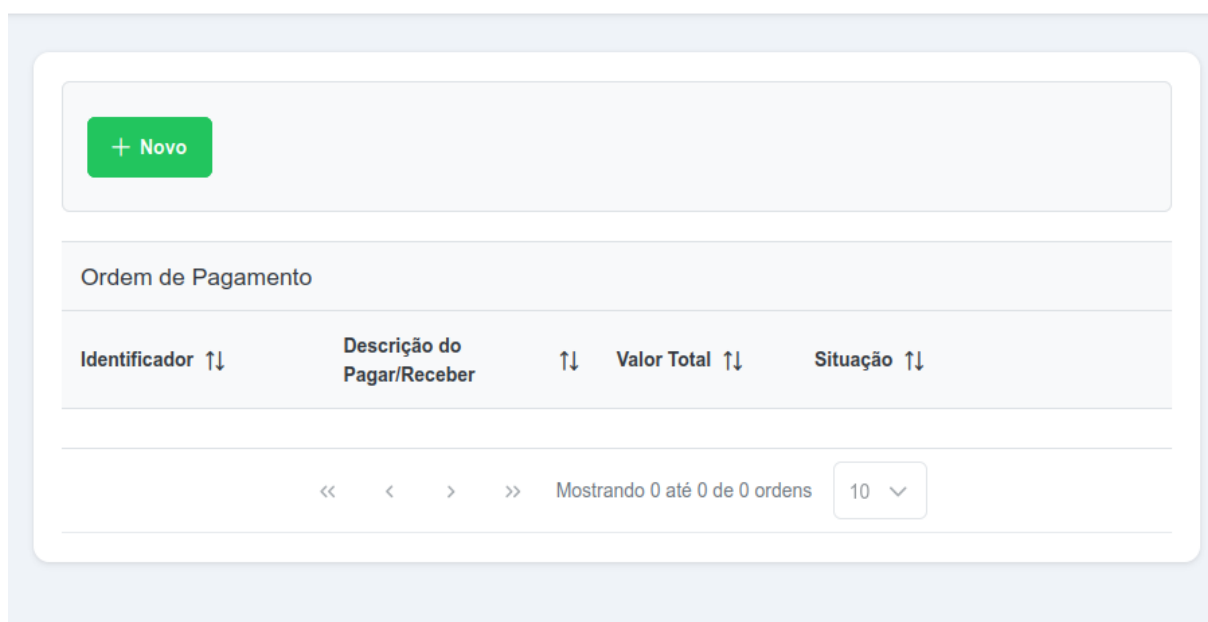 + Novo
Ordem de Pagamento
Identificador ↑↓ Descrição do Pagar/Receber ↑↓ Valor Total ↑↓ Situação ↑↓
<< < > >> Mostrando 0 até 0 de 0 ordens 10